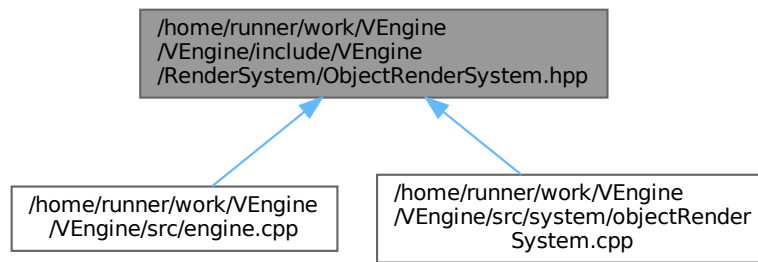 /home/runner/work/VEngine
/VEngine/include/VEngine
/RenderSystem/ObjectRenderSystem.hpp
/home/runner/work/VEngine
/VEngine/src/engine.cpp
/home/runner/work/VEngine
/VEngine/src/system/objectRender
System.cpp